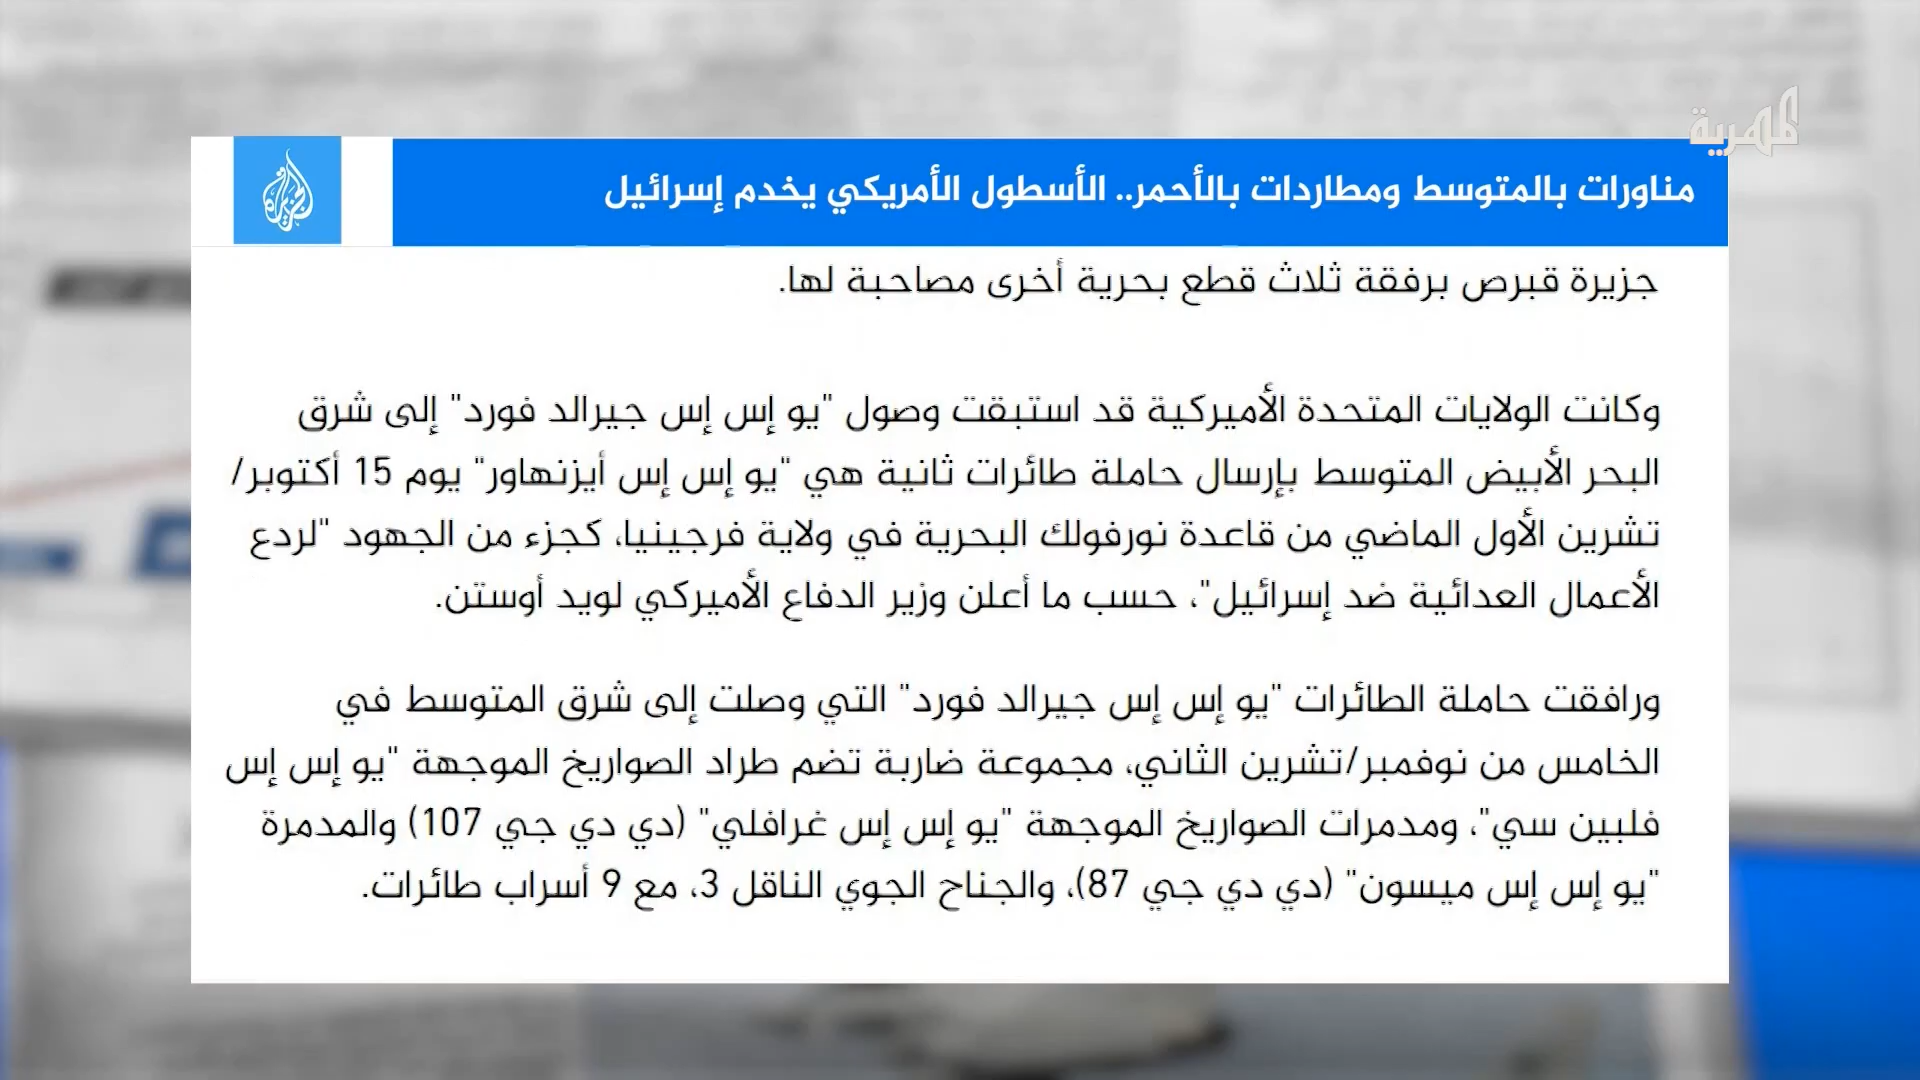 المهرية
مناورات بالمتوسط ومطاردات بالأحمر.. الأسطول الأمريكي يخدم إسرائيل
الجزيرة
جزيرة قبرص برفقة ثلاث قطع بحرية أخرى مصاحبة لها.
وكانت الولايات المتحدة الأميركية قد استبقت وصول "يو إس إس جيرالد فورد" إلى شرق
البحر الأبيض المتوسط بإرسال حاملة طائرات ثانية هي "يو إس إس أيزنهاور" يوم 15 أكتوبر/
تشرين الأول الماضي من قاعدة نورفولك البحرية في ولاية فرجينيا، كجزء من الجهود "لردع
الأعمال العدائية ضد إسرائيل"، حسب ما أعلن وزير الدفاع الأميركي لويد أوستن.
ورافقت حاملة الطائرات "يو إس إس جيرالد فورد" التي وصلت إلى شرق المتوسط في
الخامس من نوفمبر/تشرين الثاني، مجموعة ضاربة تضم طراد الصواريخ الموجهة "يو إس إس
فلبين سي"، ومدمرات الصواريخ الموجهة "يو إس إس غرافلي" (دي دي جي 107) والمدمرة
"يو إس إس ميسون" (دي دي جي 87)، والجناح الجوي الناقل 3، مع 9 أسراب طائرات.